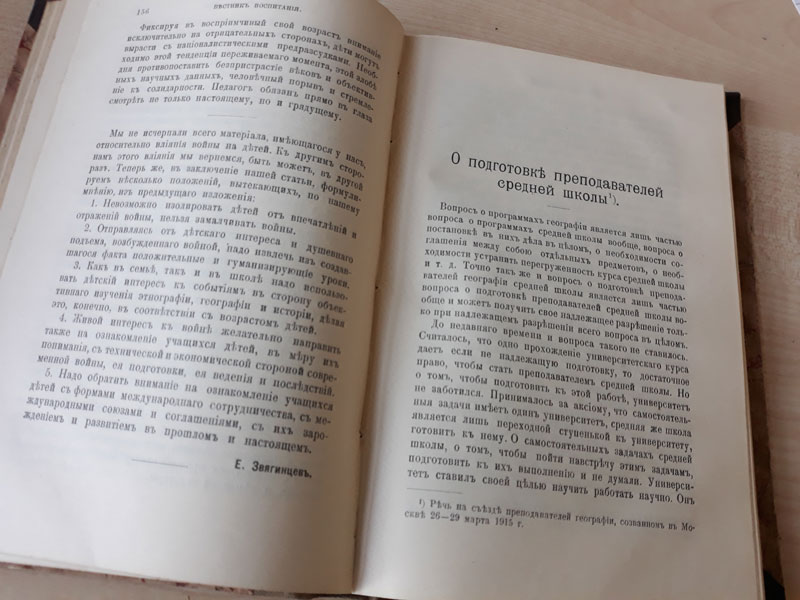 156
ВѢСТНИК ВОСПИТАНІЯ.
Фиксируя въ воспріимчивый свой возрастъ вниманіе
исключительно на отрицательныхъ сторонахъ, дѣти могутъ
вырасти съ націоналистическими предразсудками. Необ-
ходимо этой тенденціи переживаемаго момента, этой злобѣ
дня противопоставить безпристрастіе вѣковъ и объектив-
ныхъ научныхъ данныхъ, человѣчный порывъ и стремле-
ніе къ солидарности. Педагогъ обязанъ прямо въ глаза
смотрѣть не только настоящему, но и грядущему.
Мы не исчерпали всего матеріала, имѣющагося у насъ,
относительно вліянія войны на дѣтей. Къ другимъ сторо-
намъ этого вліянія мы вернемся, быть можетъ, въ другой
разъ. Теперь же, въ заключеніе нашей статьи, формули-
руемъ нѣсколько положеній, вытекающихъ, по нашему
мнѣнію, изъ предыдущаго изложенія:
1. Невозможно изолировать дѣтей отъ впечатлѣній и
отраженій войны, нельзя замалчивать войны.
2. Отправляясь отъ дѣтскаго интереса и душевнаго
подъема, возбужденнаго войной, надо извлечь изъ создав-
шагося факта положительные и гуманизирующіе уроки.
3. Какъ въ семьѣ, такъ и въ школѣ надо использо-
вать дѣтскій интересъ къ событіямъ въ сторону объек-
тивнаго изученія этнографіи, географіи и исторіи, дѣлая
это, конечно, въ соотвѣтствіи съ возрастомъ дѣтей.
4. Живой интересъ къ войнѣ желательно направить
также на ознакомленіе учащихся дѣтей, въ мѣру ихъ
пониманія, съ технической и экономической стороной совре-
менной войны, ея подготовки, ея веденія и послѣдствій.
5. Надо обратить вниманіе на ознакомленіе учащихся
дѣтей съ формами международнаго сотрудничества, съ ме-
ждународными союзами и соглашеніями, съ ихъ заро-
жденіемъ и развитіемъ въ прошломъ и настоящемъ.
Е. Звягинцевъ.
О подготовкѣ преподавателей
средней школы¹).
Вопросъ о программахъ географіи является лишь частью
вопроса о программахъ средней школы вообще, вопроса о
постановкѣ въ нихъ дѣла въ цѣломъ, о необходимости со-
глашенія между собою отдѣльныхъ предметовъ, о необ-
ходимости устранить перегруженность курса средней школы
и т. д. Точно такъ же и вопросъ о подготовкѣ препода-
вателей географіи средней школы является лишь частью
вопроса о подготовкѣ преподавателей средней школы во-
обще и можетъ получить свое надлежащее разрѣшеніе толь-
ко при надлежащемъ разрѣшеніи всего вопроса въ цѣломъ.
До недавняго времени и вопроса такого не ставилось.
Считалось, что одно прохожденіе университетскаго курса
даетъ если не надлежащую подготовку, то достаточное
право, чтобы стать преподавателемъ средней школы. Но
о томъ, чтобы подготовить къ этой работѣ, университетъ
не заботился. Принималось за аксіому, что самостоятель-
ныя задачи имѣетъ одинъ университетъ, средняя же школа
является лишь переходной ступенькой къ университету,
готовить къ нему. О самостоятельныхъ задачахъ средней
школы, о томъ, чтобы пойти навстрѣчу этимъ задачамъ,
подготовить къ ихъ выполненію и не думали. Универси-
тетъ ставилъ своей цѣлью научить работать научно. Онъ
¹) Рѣчь на съѣздѣ преподавателей географіи, созванномъ въ Мо-
сквѣ 26—29 марта 1915 г.